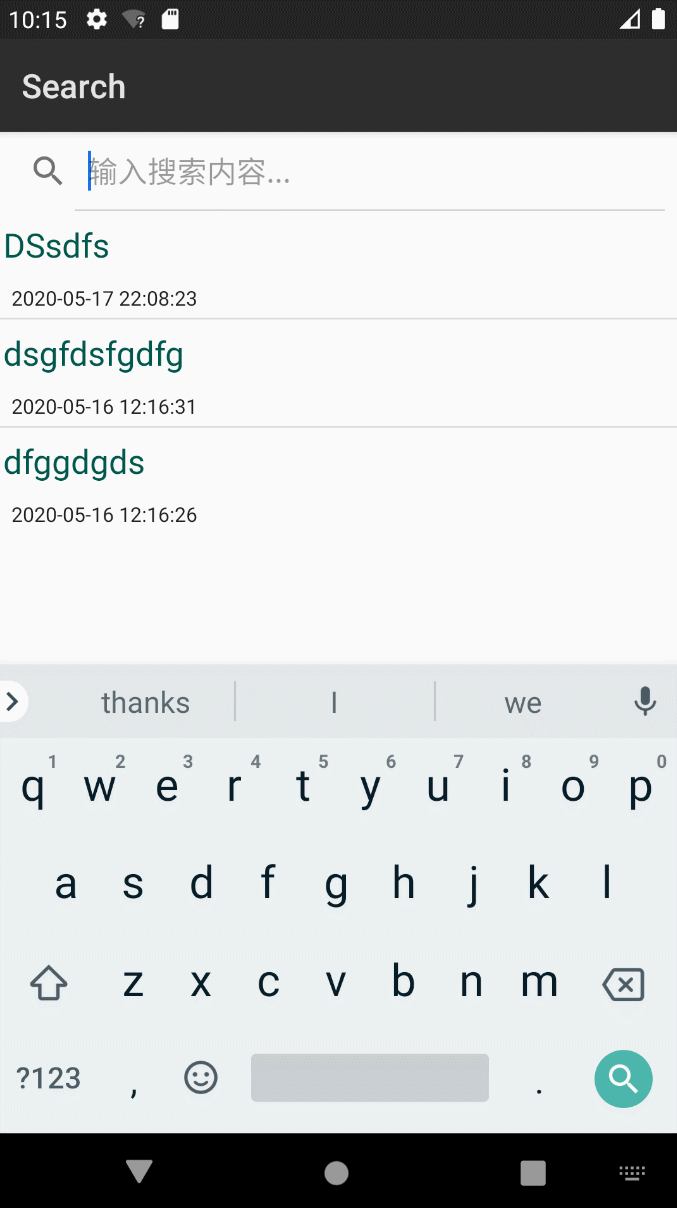 10:15 ?
Search
输入搜索内容...
DSsdfs
2020-05-17 22:08:23
dsgfdsfgdfg
2020-05-16 12:16:31
dfggdgds
2020-05-16 12:16:26
thanks I we
1 2 3 4 5 6 7 8 9 0
q w e r t y u i o p
a s d f g h j k l
z x c v b n m
?123 , .